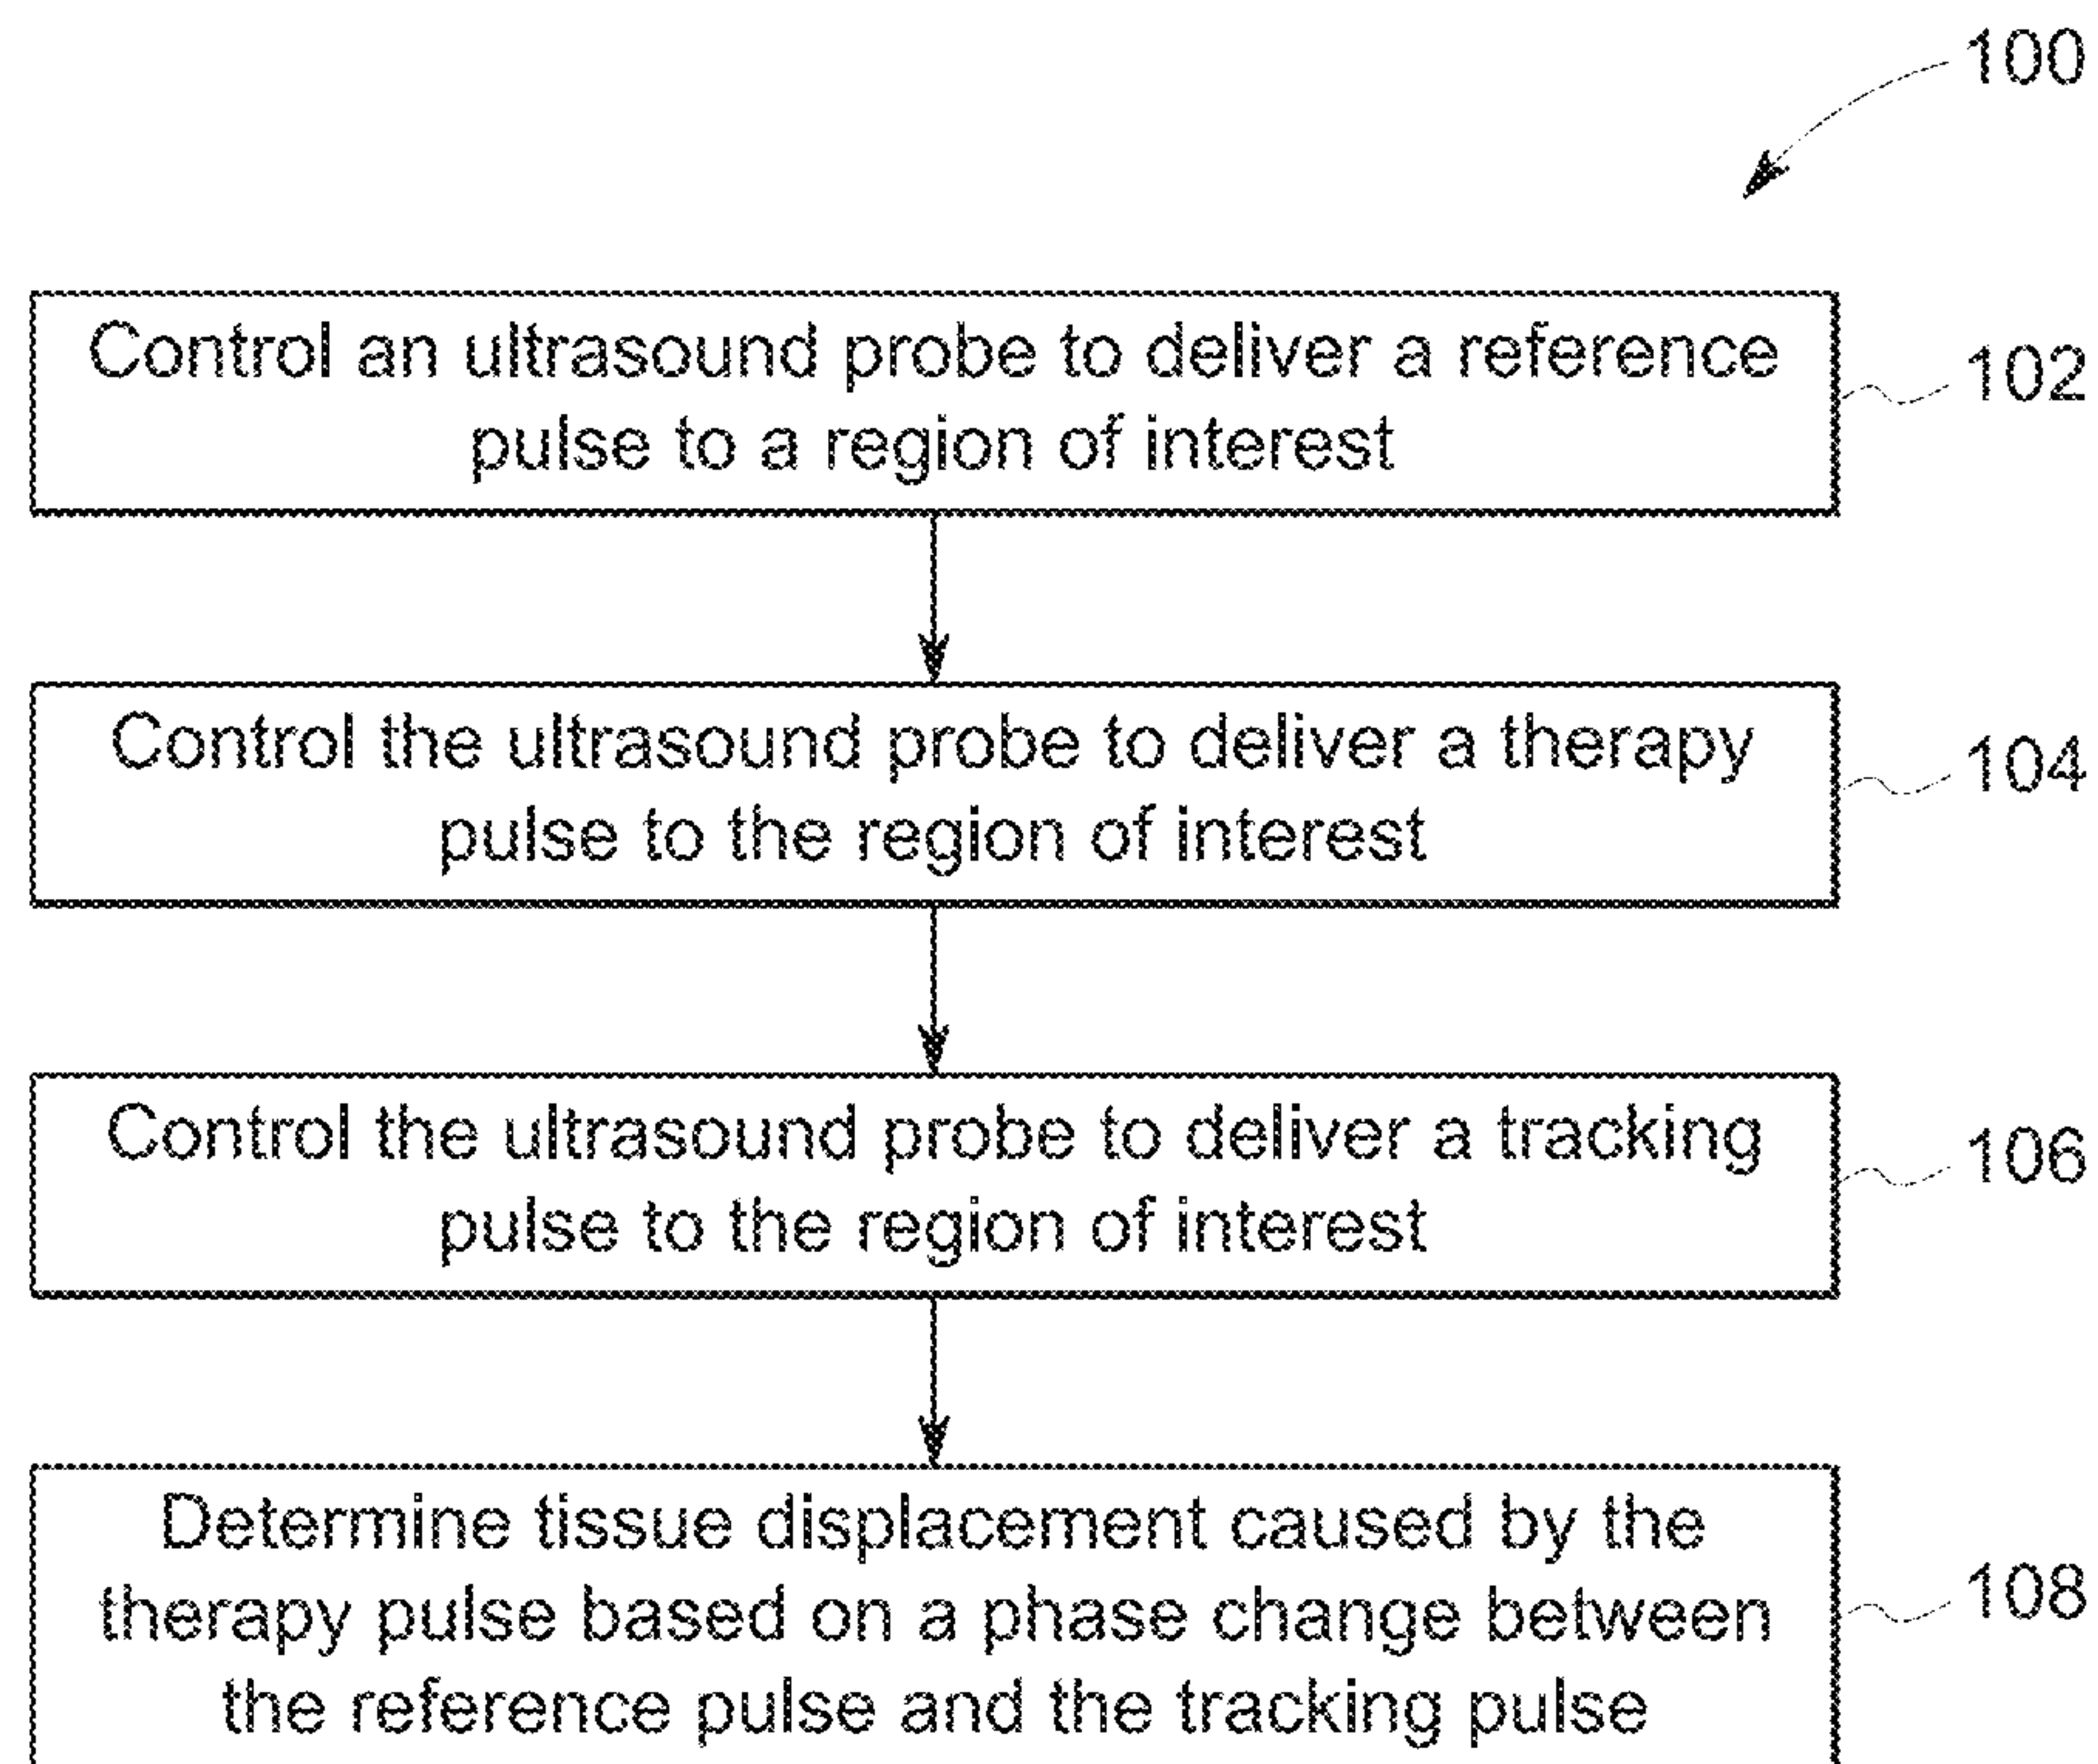 100
Control an ultrasound probe to deliver a reference
pulse to a region of interest
102
Control the ultrasound probe to deliver a therapy
pulse to the region of interest
104
Control the ultrasound probe to deliver a tracking
pulse to the region of interest
106
Determine tissue displacement caused by the
therapy pulse based on a phase change between
the reference pulse and the tracking pulse
108